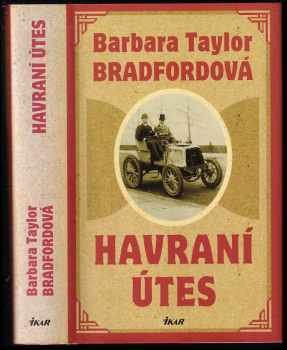 HAVRANÍ ÚTES
Barbara Taylor
BRADFORDOVÁ
IKAR
Barbara Taylor
BRADFORDOVÁ
HAVRANÍ
ÚTES
IKAR